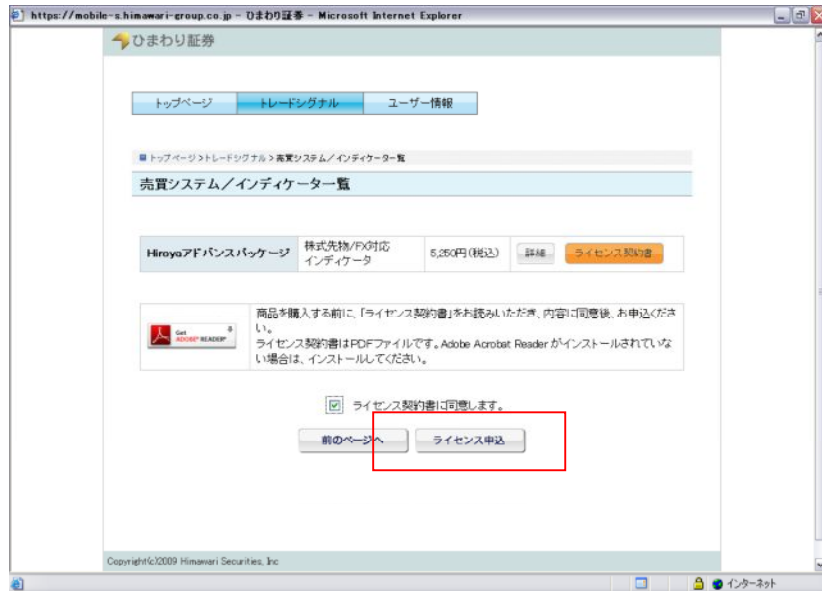 https://mobile-s.himawari-group.co.jp - ひまわり証券 - Microsoft Internet Explorer
ひまわり証券
トップページ トレードシグナル ユーザー情報
トップページ>トレードシグナル>売買システム/インディケータ一覧
売買システム/インディケータ一覧
Hiroyaアドバンスパッケージ 株式先物/FX対応 5,250円(税込) 詳細 ライセンス契約書
インディケータ
商品を購入する前に、「ライセンス契約書」をお読みいただき、内容に同意後、お申込くださ
い。
Get
ADOBE® READER®
ライセンス契約書はPDFファイルです。Adobe Acrobat Readerがインストールされていな
い場合は、インストールしてください。
ライセンス契約書に同意します。
前のページへ ライセンス申込
Copyright(c)2009 Himawari Securities, Inc
インターネット